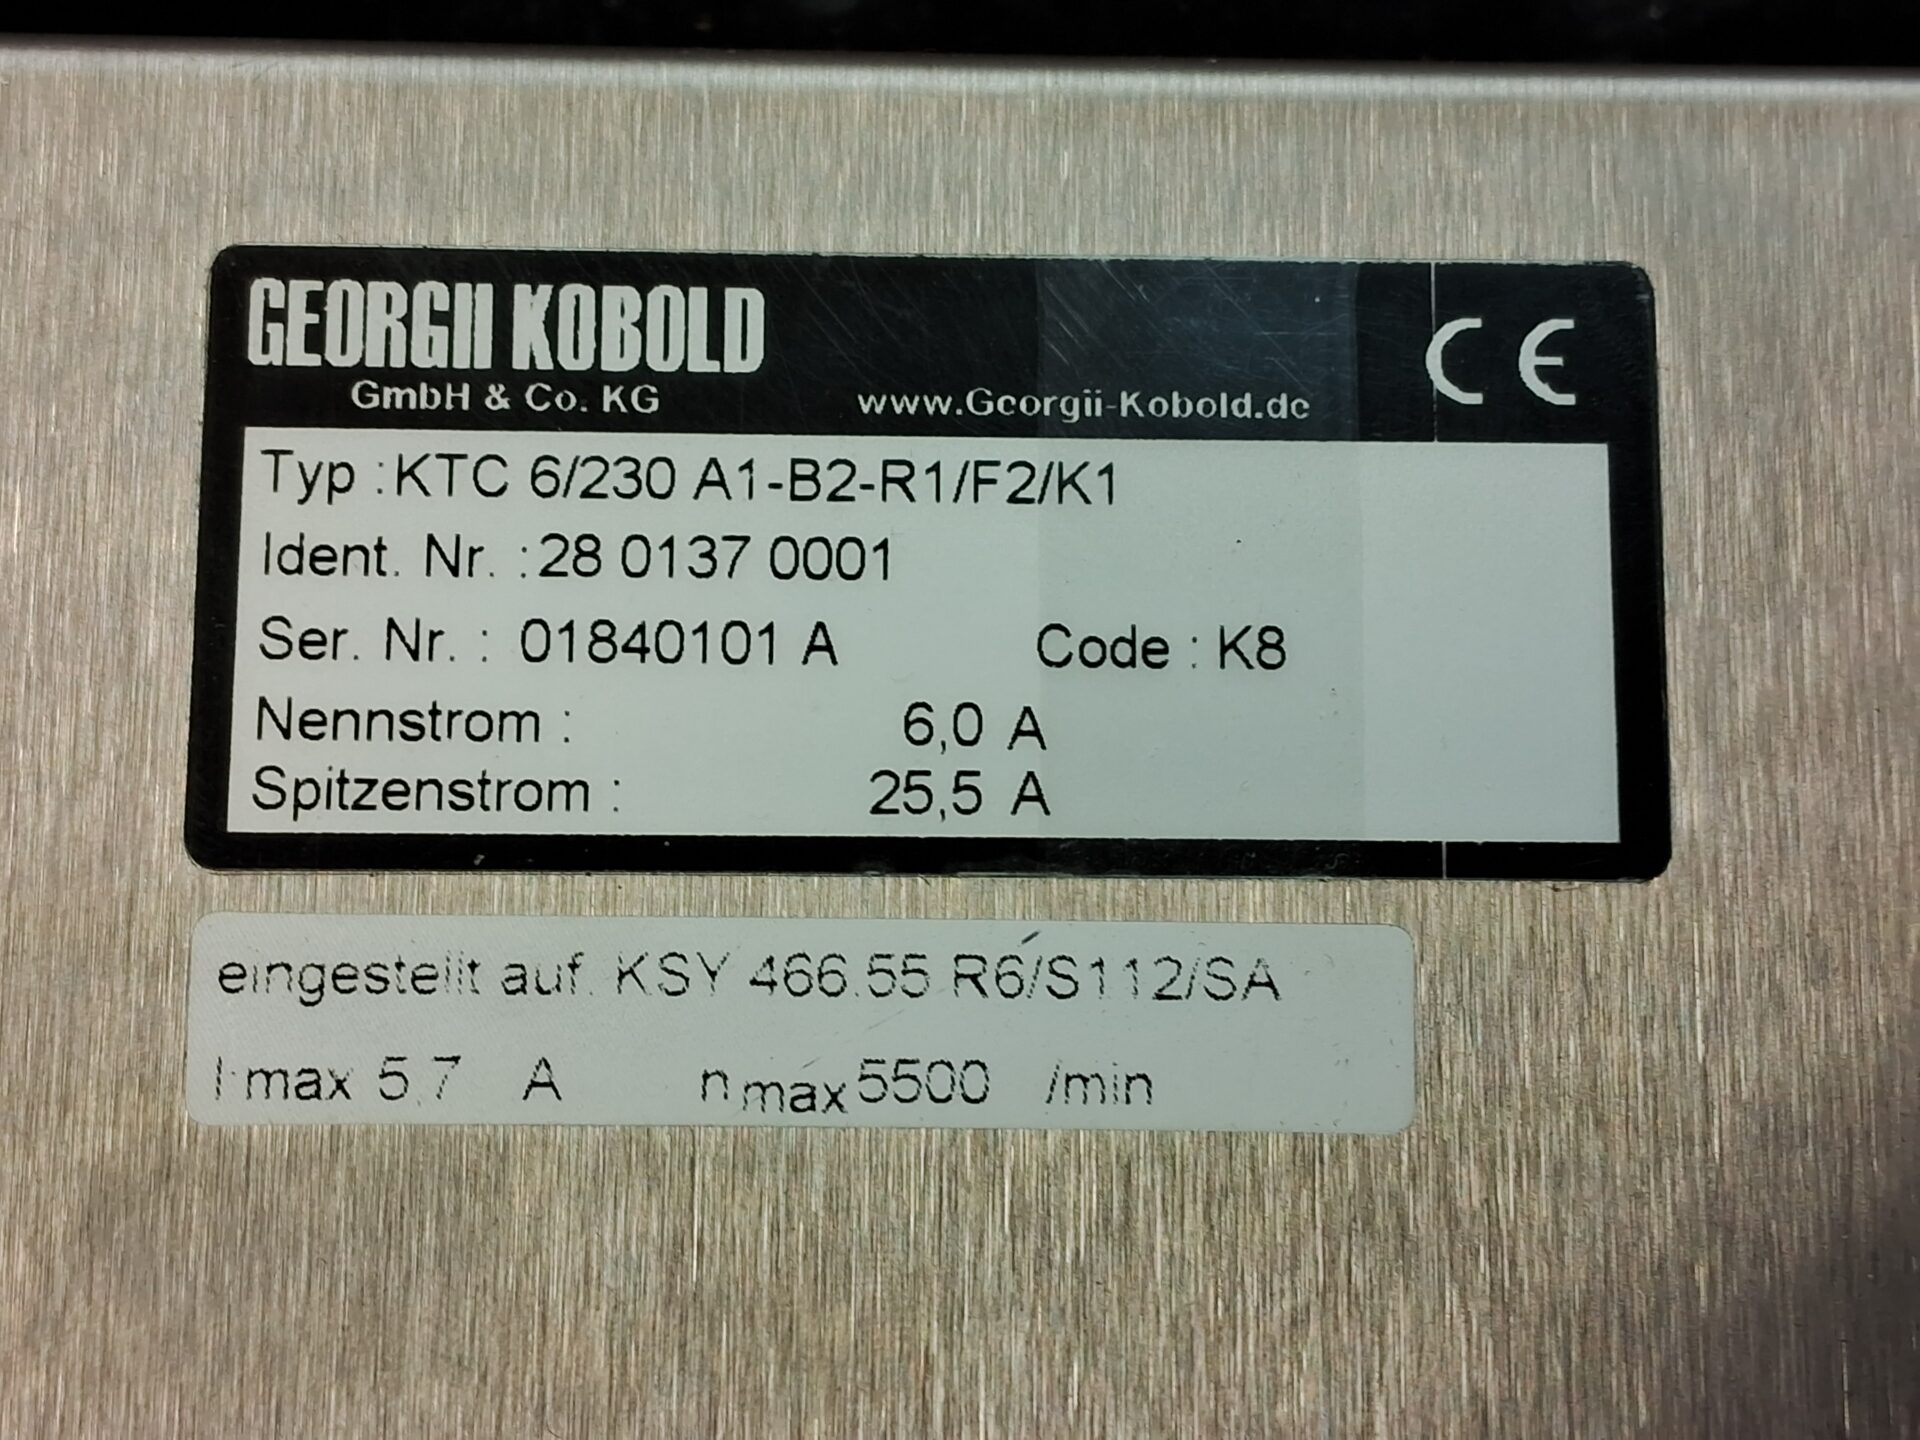 GEORGII KOBOLD
GmbH & Co. KG
www.Georgii-Kobold.de
CE
Typ :KTC 6/230 A1-B2-R1/F2/K1
Ident. Nr. :28 0137 0001
Ser. Nr. : 01840101 A Code : K8
Nennstrom : 6,0 A
Spitzenstrom : 25,5 A
eingestellt auf: KSY 466.55 R6/S112/SA
I max 5,7 A n max 5500 /min